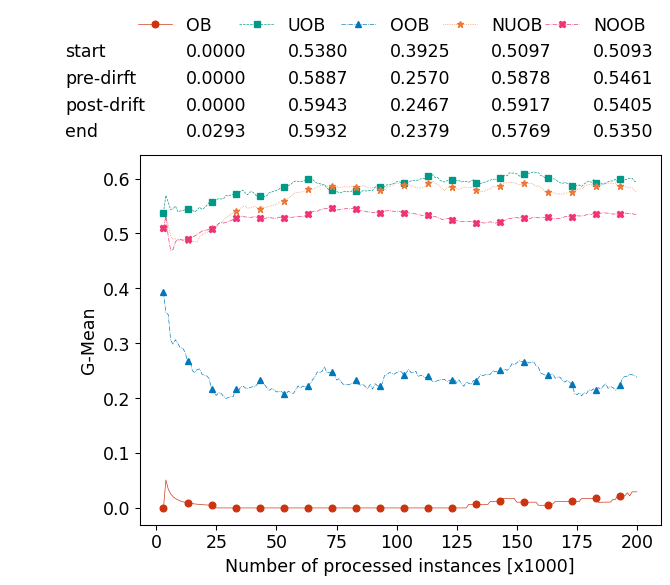 OB UOB OOB NUOB NOOB
start 0.0000 0.5380 0.3925 0.5097 0.5093
pre-dirft 0.0000 0.5887 0.2570 0.5878 0.5461
post-drift 0.0000 0.5943 0.2467 0.5917 0.5405
end 0.0293 0.5932 0.2379 0.5769 0.5350
0.6
0.5
0.4
0.3
0.2
0.1
0.0
G-Mean
0 25 50 75 100 125 150 175 200
Number of processed instances [x1000]